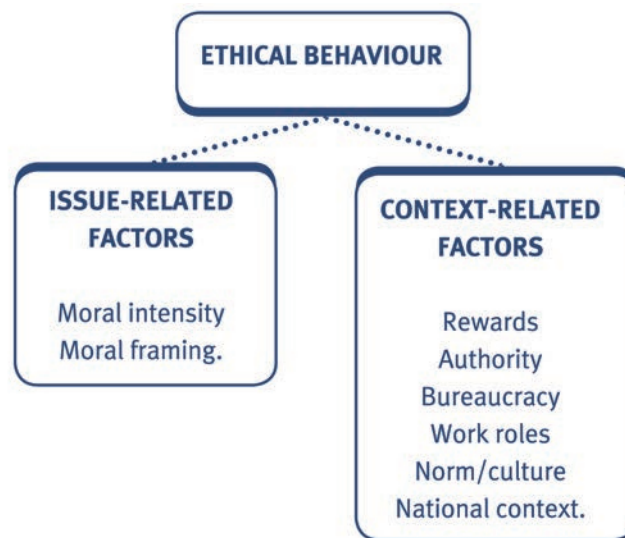 ETHICAL BEHAVIOUR
ISSUE-RELATED
FACTORS
Moral intensity
Moral framing.
CONTEXT-RELATED
FACTORS
Rewards
Authority
Bureaucracy
Work roles
Norm/culture
National context.